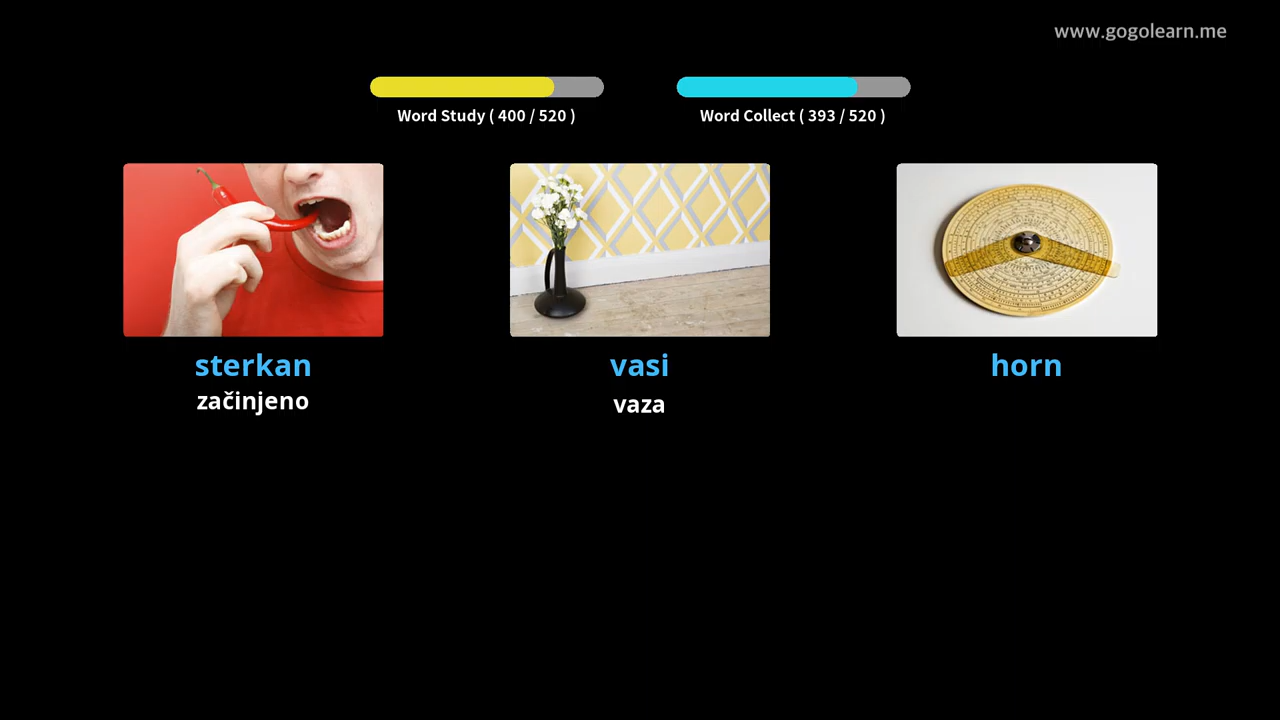 www.gogolearn.me
Word Study ( 400 / 520 )
Word Collect ( 393 / 520 )
sterkan
vasi
horn
začinjeno
vaza